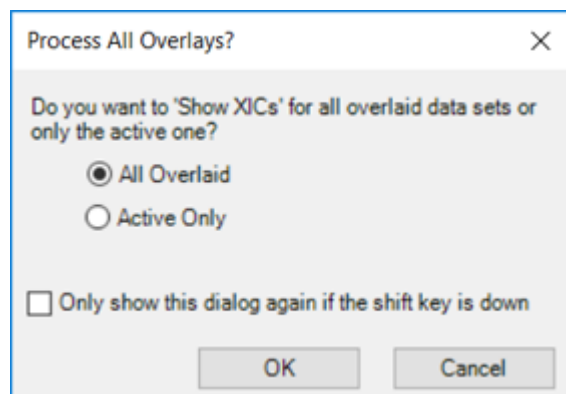 Process All Overlays?
Do you want to 'Show XICs' for all overlaid data sets or
only the active one?
All Overlaid
Active Only
Only show this dialog again if the shift key is down
OK
Cancel